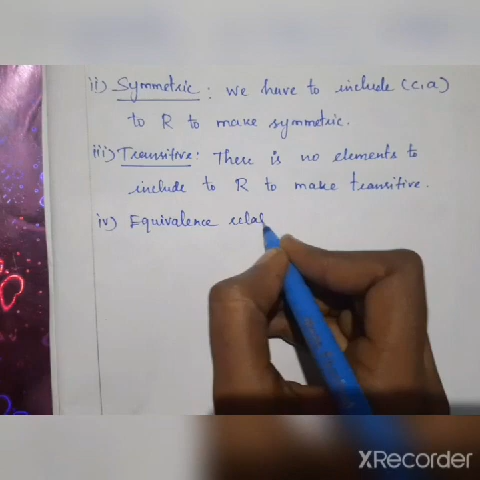 ii) Symmetric : we have to include (c,a)
to R to make symmetric.
iii) Transitive : There is no elements to
include to R to make transitive.
iv) Equivalence relat
XRecorder